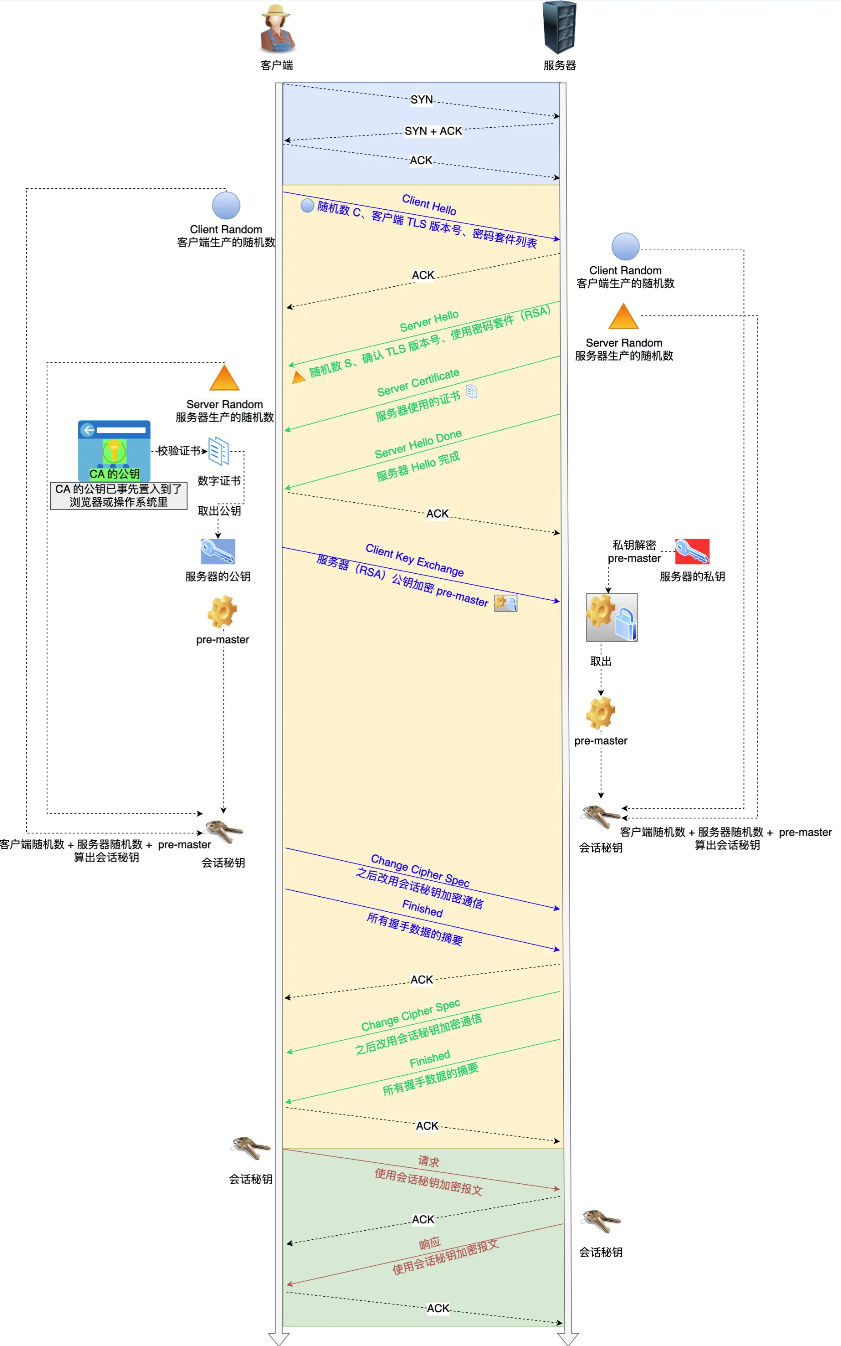 客户端
服务器
SYN
SYN + ACK
ACK
Client Hello
随机数 C、客户端 TLS 版本号、密码套件列表
Client Random
客户端生产的随机数
Client Random
客户端生产的随机数
ACK
Server Hello
随机数 S、确认 TLS 版本号、使用密码套件（RSA）
Server Random
服务器生产的随机数
Server Random
服务器生产的随机数
Server Certificate
服务器使用的证书
Server Hello Done
服务器 Hello 完成
CA 的公钥
校验证书
CA 的公钥已事先置入到了
浏览器或操作系统里
数字证书
取出公钥
ACK
服务器的公钥
Client Key Exchange
服务器（RSA）公钥加密 pre-master
私钥解密
pre-master
服务器的私钥
pre-master
取出
pre-master
客户端随机数 + 服务器随机数 + pre-master
算出会话秘钥
会话秘钥
会话秘钥
客户端随机数 + 服务器随机数 + pre-master
算出会话秘钥
Change Cipher Spec
之后改用会话秘钥加密通信
Finished
所有握手数据的摘要
ACK
Change Cipher Spec
之后改用会话秘钥加密通信
Finished
所有握手数据的摘要
ACK
会话秘钥
请求
使用会话秘钥加密报文
ACK
会话秘钥
响应
使用会话秘钥加密报文
ACK